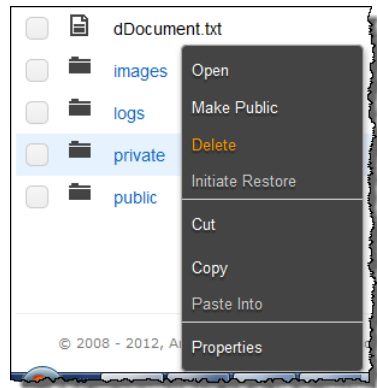 dDocument.txt
images
logs
private
public
Open
Make Public
Delete
Initiate Restore
Cut
Copy
Paste Into
Properties
© 2008 - 2012,